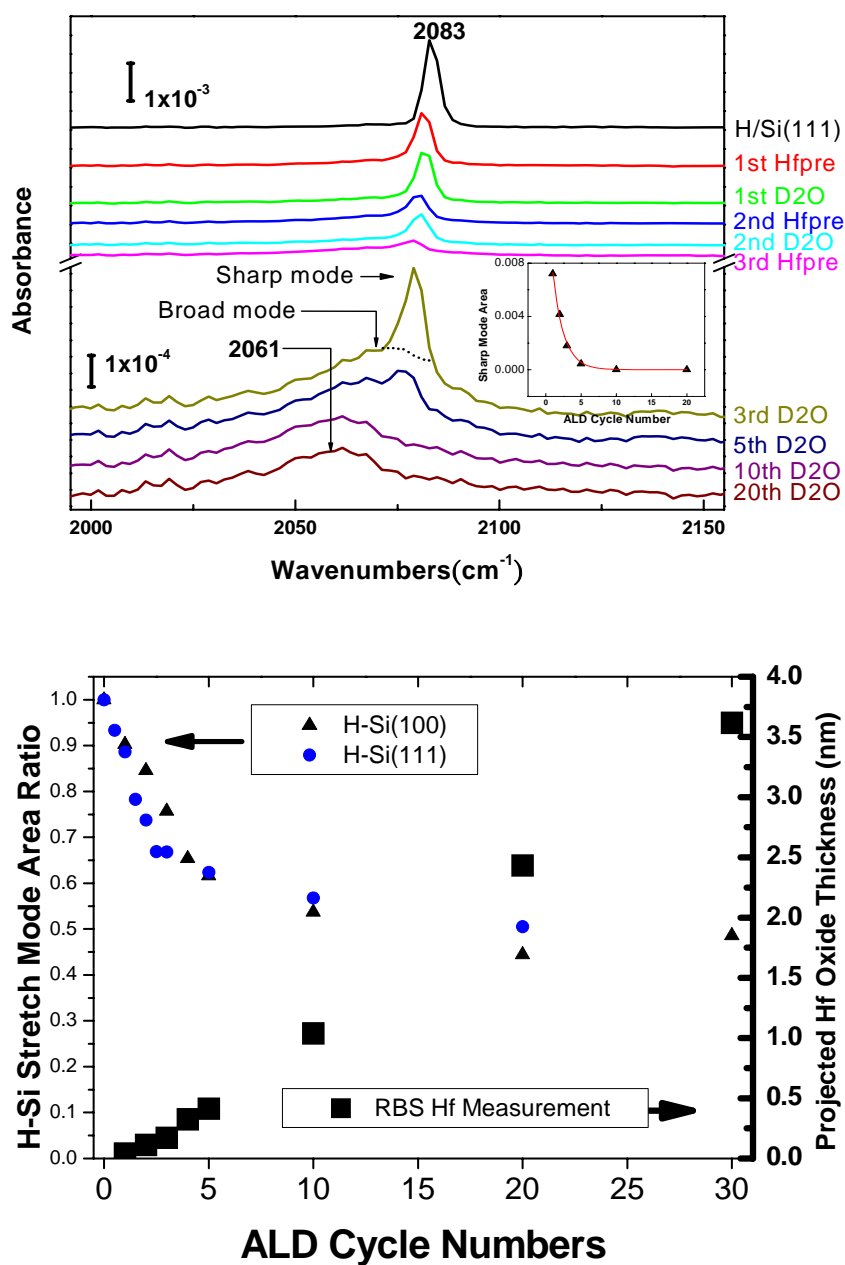 2083
1x10-3
H/Si(111)
1st Hfpre
1st D2O
2nd Hfpre
2nd D2O
3rd Hfpre
Absorbance
Sharp mode
Broad mode
2061
1x10-4
3rd D2O
5th D2O
10th D2O
20th D2O
0.008
0.004
0.000
Sharp Mode Area
0 5 10 15 20
ALD Cycle Number
2000 2050 2100 2150
Wavenumbers(cm-1)
H-Si Stretch Mode Area Ratio
1.0
0.9
0.8
0.7
0.6
0.5
0.4
0.3
0.2
0.1
0.0
H-Si(100)
H-Si(111)
RBS Hf Measurement
4.0
3.5
3.0
2.5
2.0
1.5
1.0
0.5
0.0
Projected Hf Oxide Thickness (nm)
0 5 10 15 20 25 30
ALD Cycle Numbers